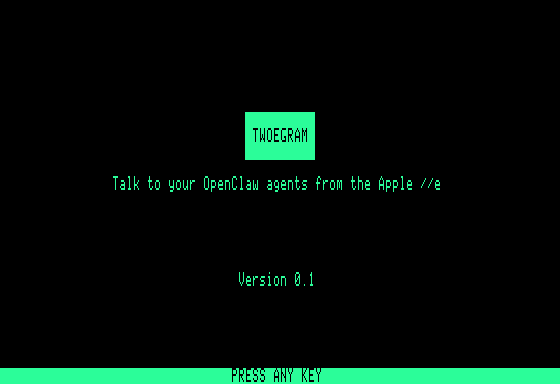 TWOEGRAM
Talk to your OpenClaw agents from the Apple //e
Version 0.1
PRESS ANY KEY